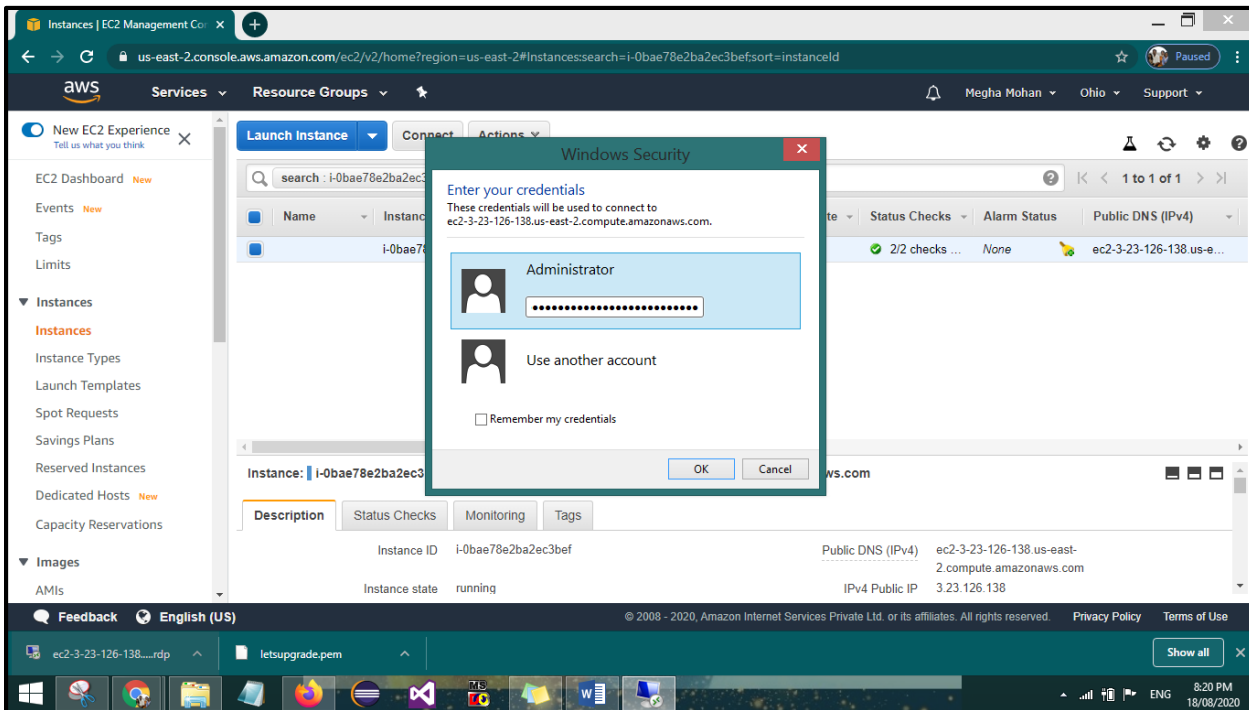 Instances | EC2 Management Cor
us-east-2.console.aws.amazon.com/ec2/v2/home?region=us-east-2#Instances:search=i-0bae78e2ba2ec3bef;sort=instanceId
Paused
aws
Services
Resource Groups
Megha Mohan
Ohio
Support
New EC2 Experience
Tell us what you think
EC2 Dashboard New
Events New
Tags
Limits
Instances
Instances
Instance Types
Launch Templates
Spot Requests
Savings Plans
Reserved Instances
Dedicated Hosts New
Capacity Reservations
Images
AMIs
Launch Instance
Connect
Actions
search : i-0bae78e2ba2ec3
1 to 1 of 1
Name
Instanc
te
Status Checks
Alarm Status
Public DNS (IPv4)
i-0bae78
2/2 checks ...
None
ec2-3-23-126-138.us-e...
Windows Security
Enter your credentials
These credentials will be used to connect to
ec2-3-23-126-138.us-east-2.compute.amazonaws.com.
Administrator
Use another account
Remember my credentials
OK
Cancel
Instance: i-0bae78e2ba2ec3
ws.com
Description
Status Checks
Monitoring
Tags
Instance ID i-0bae78e2ba2ec3bef
Public DNS (IPv4) ec2-3-23-126-138.us-east-
2.compute.amazonaws.com
Instance state running
IPv4 Public IP 3.23.126.138
Feedback
English (US)
© 2008 - 2020, Amazon Internet Services Private Ltd. or its affiliates. All rights reserved.
Privacy Policy
Terms of Use
ec2-3-23-126-138.....rdp
letsupgrade.pem
Show all
MS
TO
ENG
8:20 PM
18/08/2020